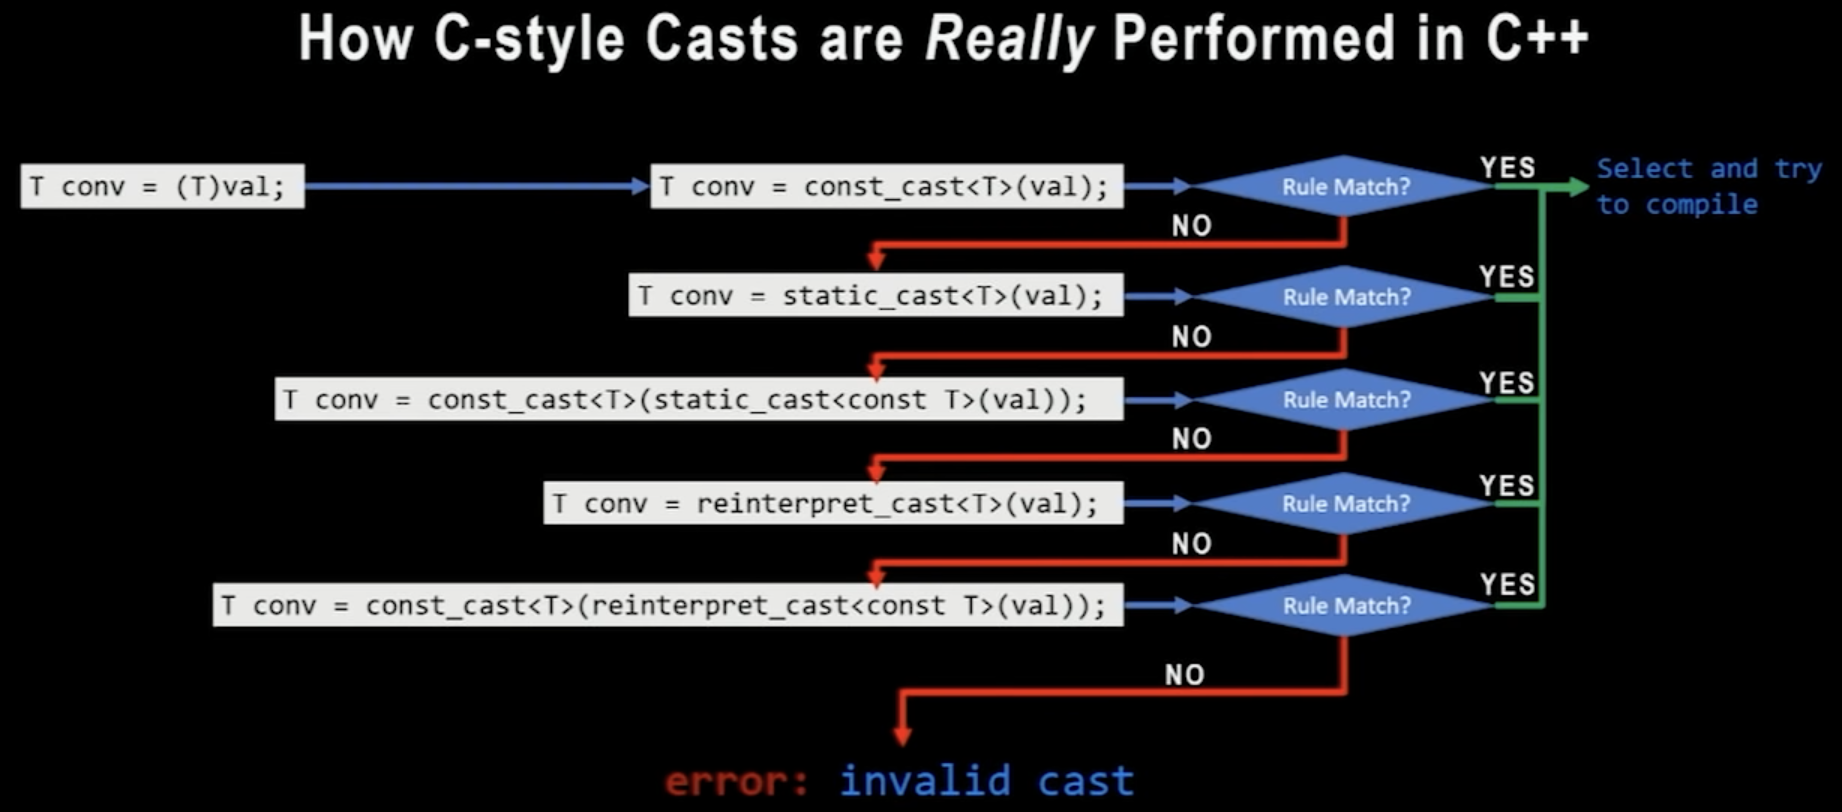 How C-style Casts are Really Performed in C++
T conv = (T)val;
T conv = const_cast<T>(val);
Rule Match?
YES
Select and try
to compile
NO
T conv = static_cast<T>(val);
Rule Match?
YES
NO
T conv = const_cast<T>(static_cast<const T>(val));
Rule Match?
YES
NO
T conv = reinterpret_cast<T>(val);
Rule Match?
YES
NO
T conv = const_cast<T>(reinterpret_cast<const T>(val));
Rule Match?
YES
NO
error: invalid cast